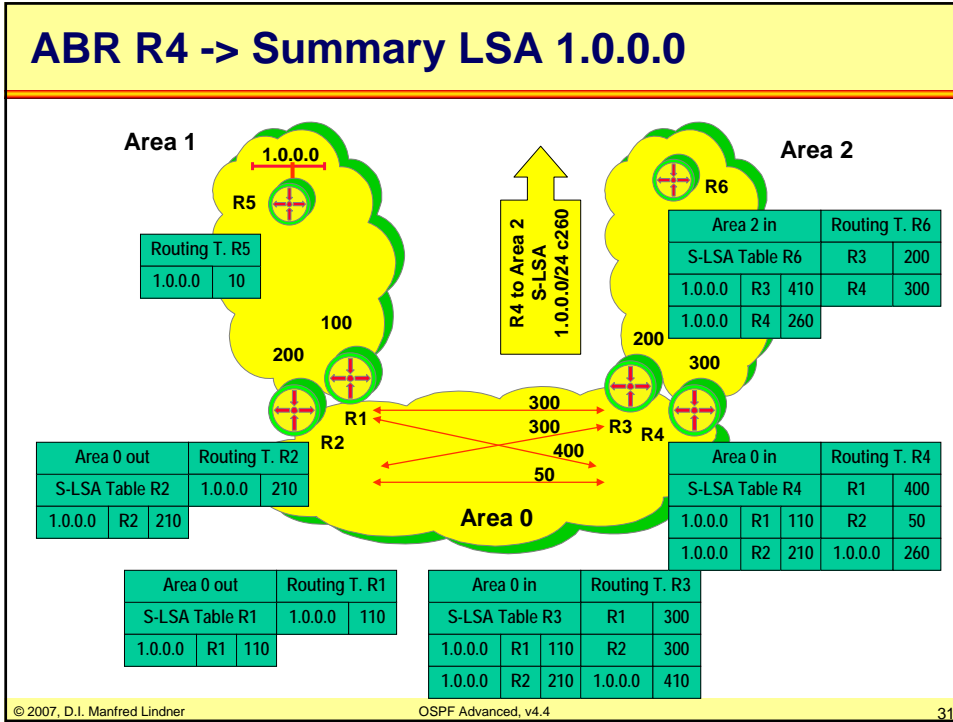 ABR R4 -> Summary LSA 1.0.0.0
Area 1
1.0.0.0
R5
Routing T. R5
1.0.0.0 10
100
200
R1
R2
R4 to Area 2
S-LSA
1.0.0.0/24 c260
Area 2
R6
Area 2 in Routing T. R6
S-LSA Table R6 R3 200
1.0.0.0 R3 410 R4 300
1.0.0.0 R4 260
200
300
R3
R4
300
300
400
50
Area 0
Area 0 out Routing T. R2
S-LSA Table R2 1.0.0.0 210
1.0.0.0 R2 210
Area 0 in Routing T. R4
S-LSA Table R4 R1 400
1.0.0.0 R1 110 R2 50
1.0.0.0 R2 210 1.0.0.0 260
Area 0 out Routing T. R1
S-LSA Table R1 1.0.0.0 110
1.0.0.0 R1 110
Area 0 in Routing T. R3
S-LSA Table R3 R1 300
1.0.0.0 R1 110 R2 300
1.0.0.0 R2 210 1.0.0.0 410
© 2007, D.I. Manfred Lindner
OSPF Advanced, v4.4
31